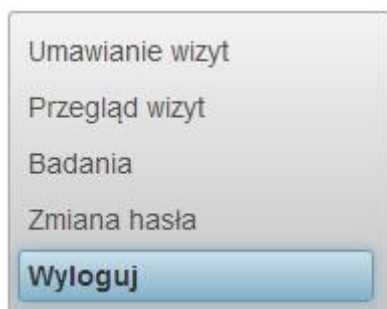 Umawianie wizyt
Przegląd wizyt
Badania
Zmiana hasła
Wyloguj